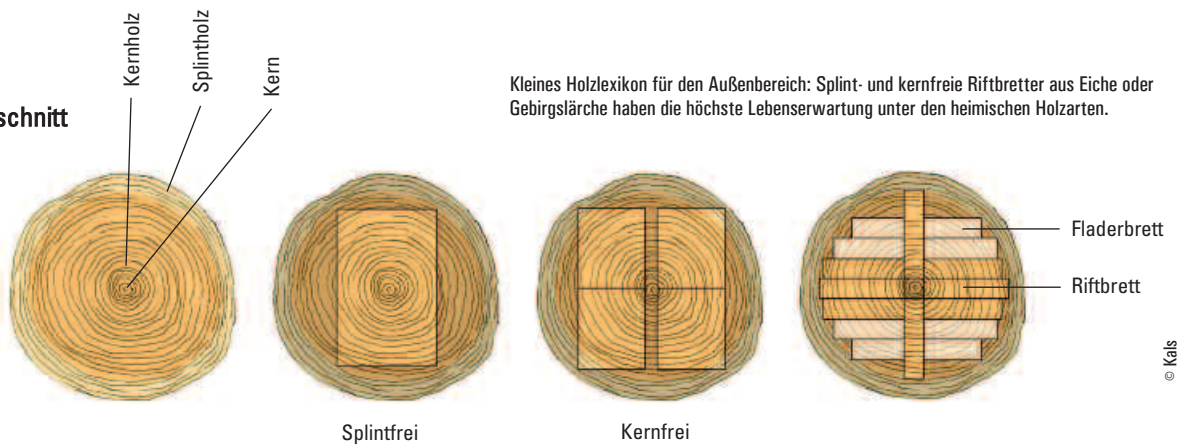 Kernholz
Splintholz
Kern
Kleines Holzlexikon für den Außenbereich: Splint- und kernfreie Riftbretter aus Eiche oder
Gebirgslärche haben die höchste Lebenserwartung unter den heimischen Holzarten.
schnitt
Fladerbrett
Riftbrett
© Kals
Splintfrei
Kernfrei